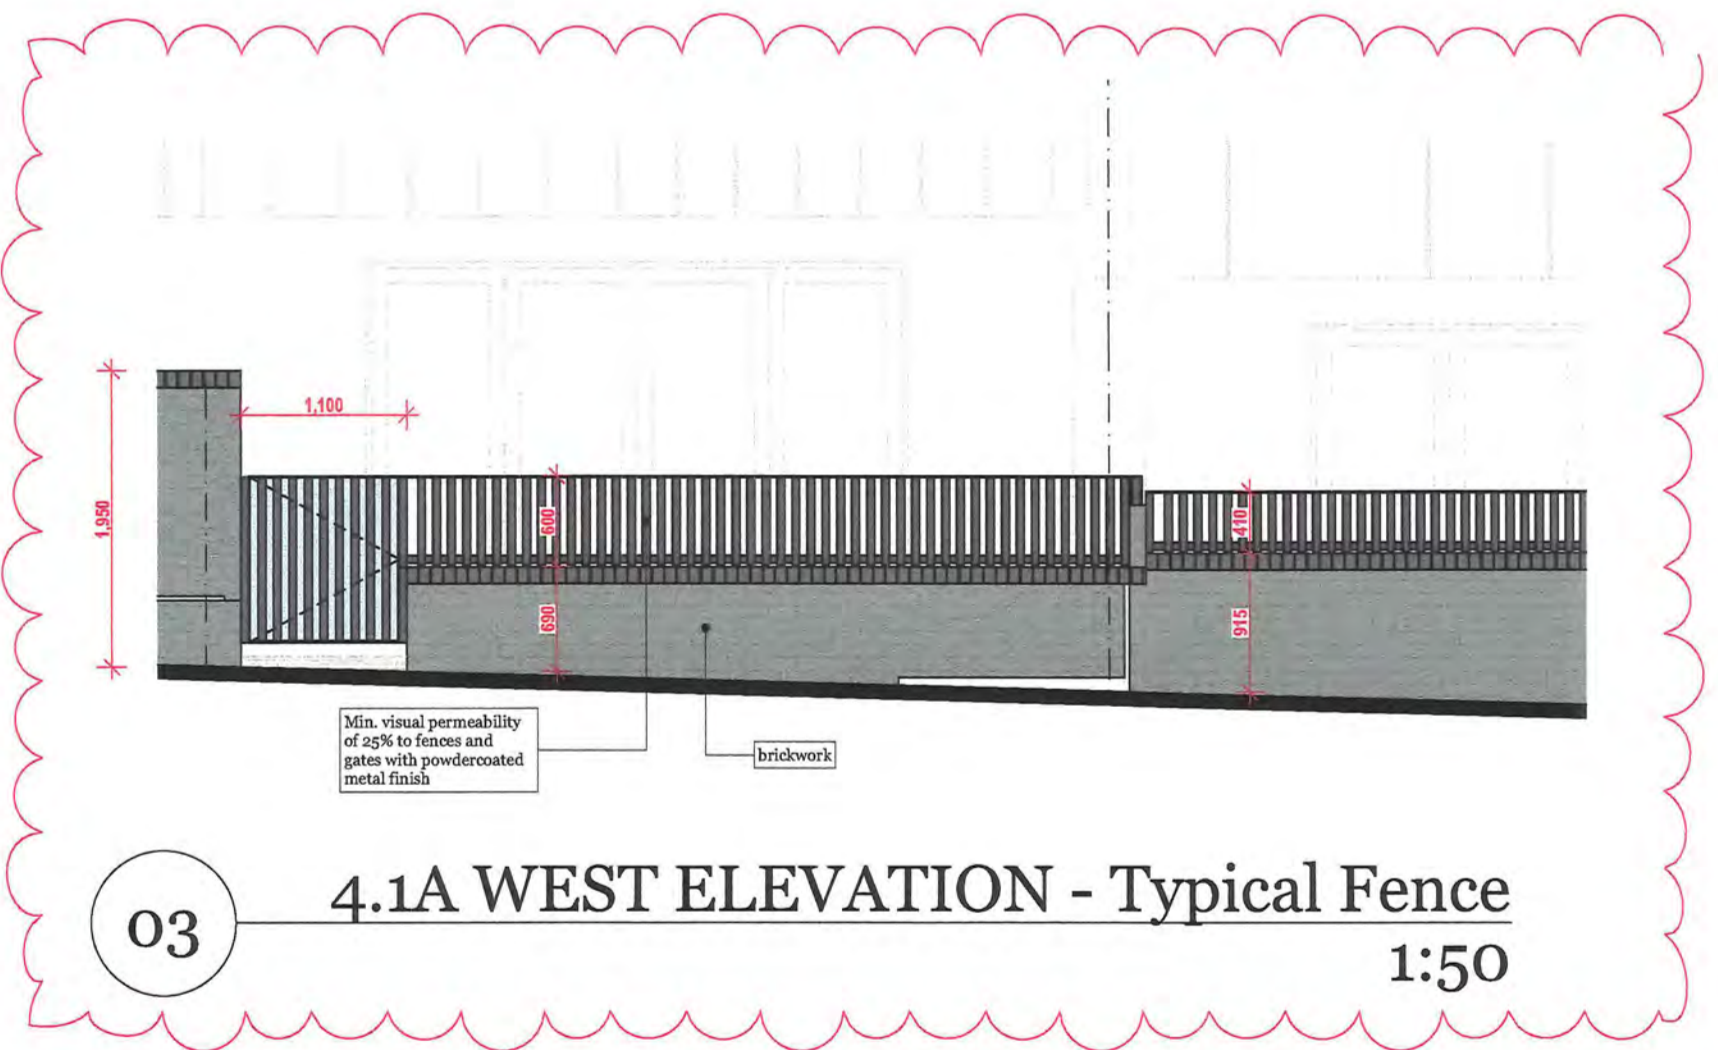 1,100
1,950
600
410
690
915
Min. visual permeability
of 25% to fences and
gates with powdercoated
metal finish
brickwork
03
4.1A WEST ELEVATION - Typical Fence
1:50